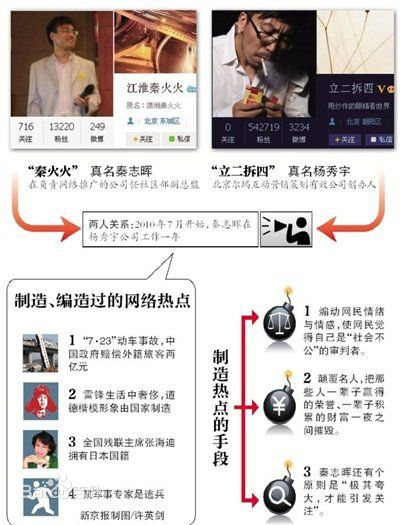 江淮秦火火
原名:潇湘秦火火
北京 东城区
716
13220
249
关注
粉丝
微博
+关注
私信
立二拆四 V
用炒作的眼睛看世界
北京 朝阳区
0
542719
3234
关注
粉丝
微博
+关注
私信
“秦火火” 真名秦志晖
在负责网络推广的公司任社区部副总监
“立二拆四” 真名杨秀宇
北京尔玛互动营销策划有效公司创办人
两人关系:2010年7月开始,秦志晖在
杨秀宇公司工作一年
制造、编造过的网络热点
1 “7·23”动车事故,中
国政府赔偿外籍旅客两
亿元
2 雷锋生活中奢侈,道
德楷模形象由国家制造
3 全国残联主席张海迪
拥有日本国籍
4 某军事专家是逃兵
新京报制图/许英剑
制造热点的手段
1 煽动网民情绪
与情感,使网民觉
得自己是“社会不
公”的审判者。
2 颠覆名人,把那
些人一辈子赢得
的荣誉、一辈子积
累的财富一夜之
间摧毁。
3 秦志晖还有个
原则是“极其夸
大,才能引发关
注”。